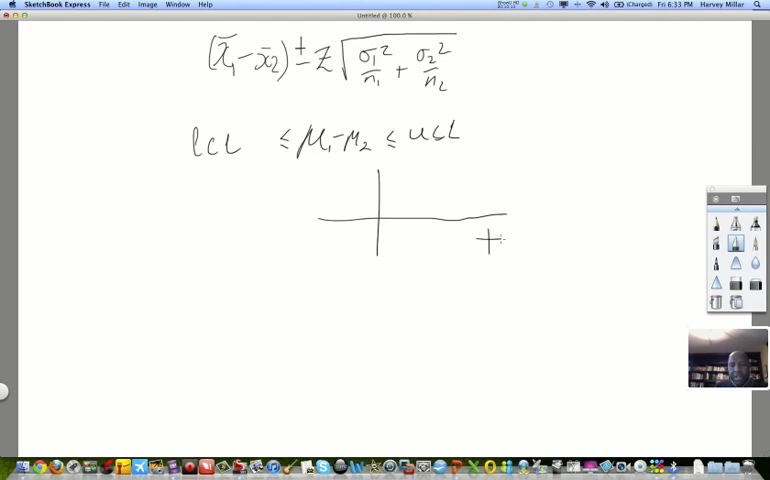 SketchBook Express File Edit Image Window Help (Charged) Fri 6:33 PM Harvey Millar
Untitled @ 100.0 %
(x̄₁-x̄₂) ± Z √(σ₁²/n₁ + σ₂²/n₂)
LCL ≤ μ₁-μ₂ ≤ UCL
+